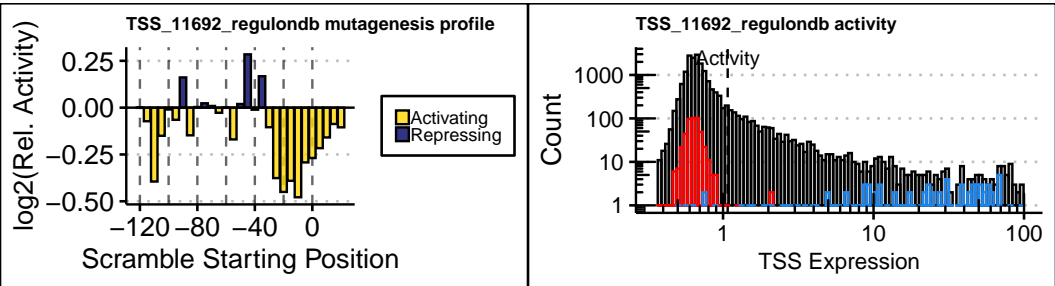 TSS_11692_regulondb mutagenesis profile
log2(Rel. Activity)
0.25
0.00
−0.25
−0.50
−120 −80 −40 0
Scramble Starting Position
Activating
Repressing
TSS_11692_regulondb activity
Activity
Count
1000
100
10
1
1 10 100
TSS Expression